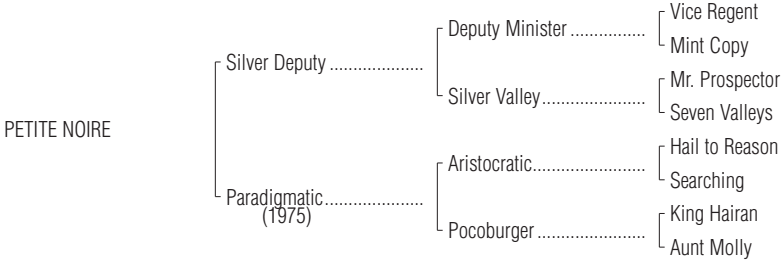 Vice Regent
Deputy Minister ..................
Mint Copy
Silver Deputy ......................
Mr. Prospector
Silver Valley.........................
Seven Valleys
PETITE NOIRE
Hail to Reason
Aristocratic...........................
Searching
Paradigmatic.......................
(1975)
King Hairan
Pocoburger ..........................
Aunt Molly